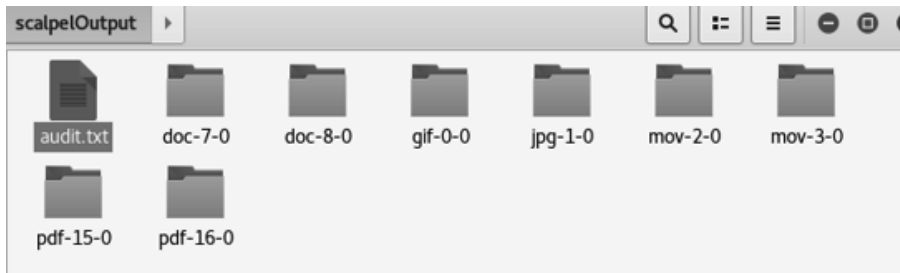 scalpelOutput
audit.txt doc-7-0 doc-8-0 gif-0-0 jpg-1-0 mov-2-0 mov-3-0
pdf-15-0 pdf-16-0